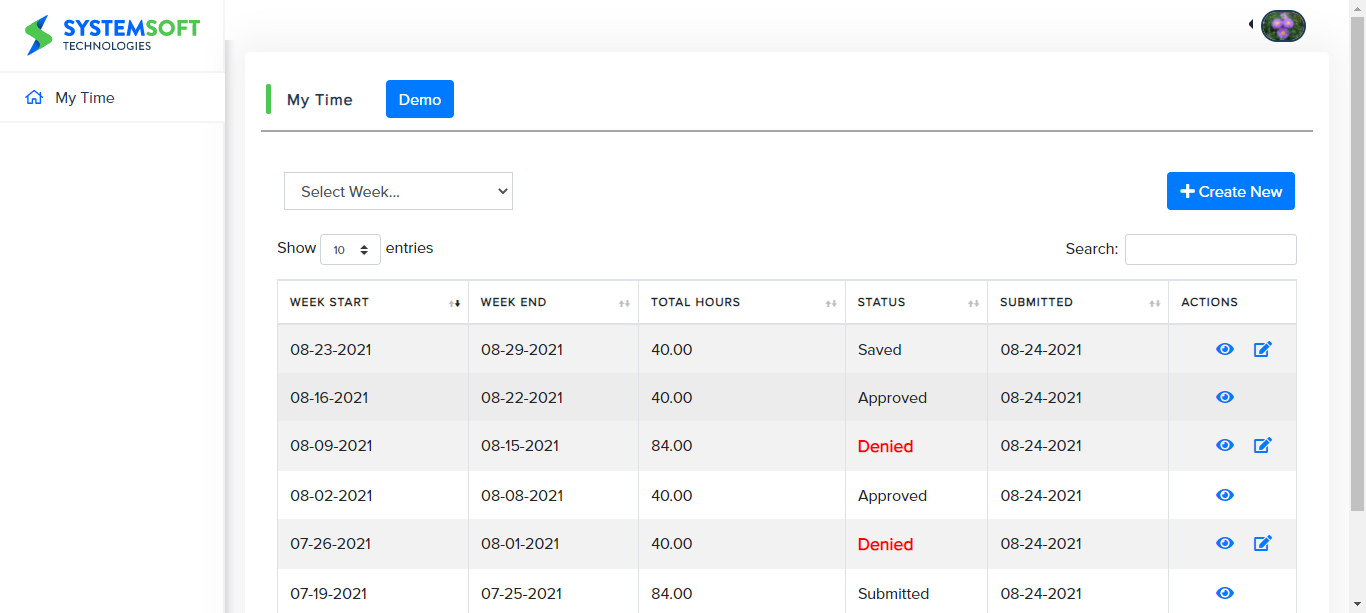 SYSTEMSOFT
TECHNOLOGIES
My Time
My Time Demo
Select Week... Create New
Show 10 entries Search:
WEEK START WEEK END TOTAL HOURS STATUS SUBMITTED ACTIONS
08-23-2021 08-29-2021 40.00 Saved 08-24-2021
08-16-2021 08-22-2021 40.00 Approved 08-24-2021
08-09-2021 08-15-2021 84.00 Denied 08-24-2021
08-02-2021 08-08-2021 40.00 Approved 08-24-2021
07-26-2021 08-01-2021 40.00 Denied 08-24-2021
07-19-2021 07-25-2021 84.00 Submitted 08-24-2021